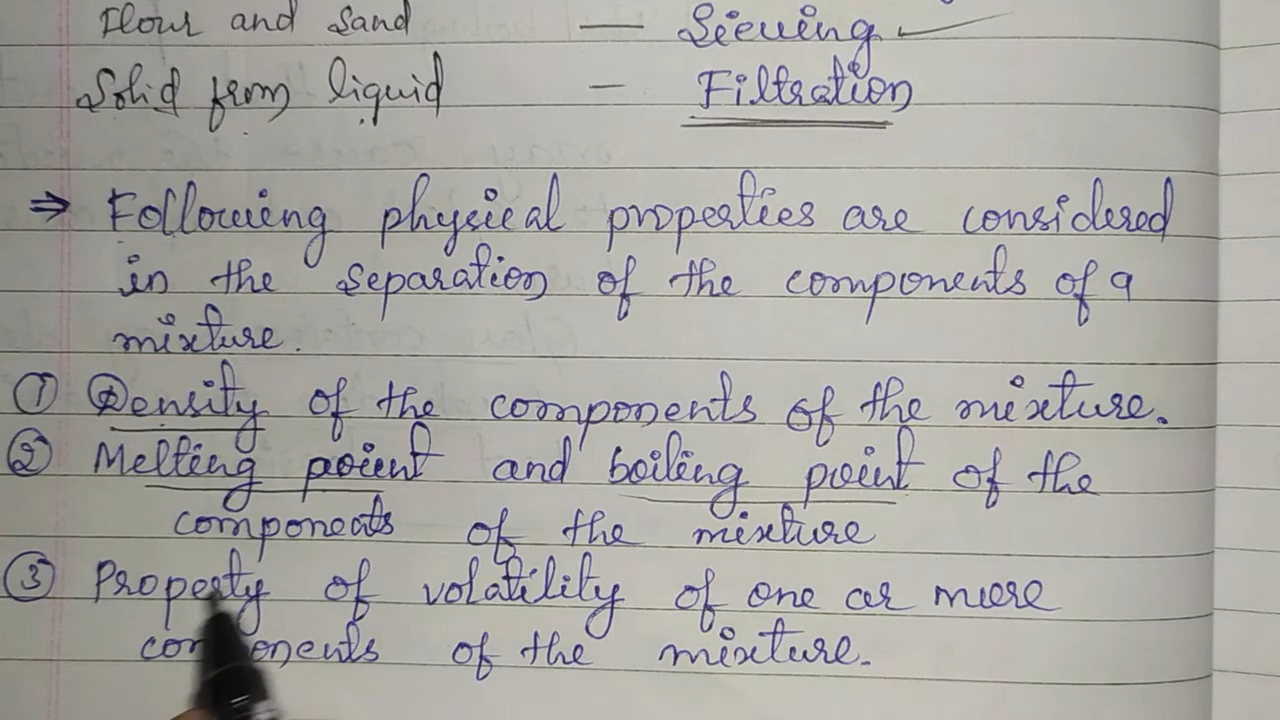 Flour and Sand — Sieving
Solid from liquid — Filtration
⇒ Following physical properties are considered
in the separation of the components of a
mixture.
① Density of the components of the mixture.
② Melting point and boiling point of the
components of the mixture
③ Property of volatility of one or more
components of the mixture.